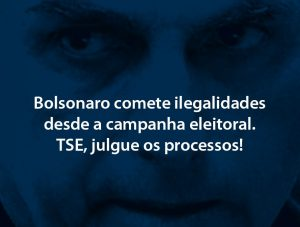 Bolsonaro comete ilegalidades
desde a campanha eleitoral.
TSE, julgue os processos!